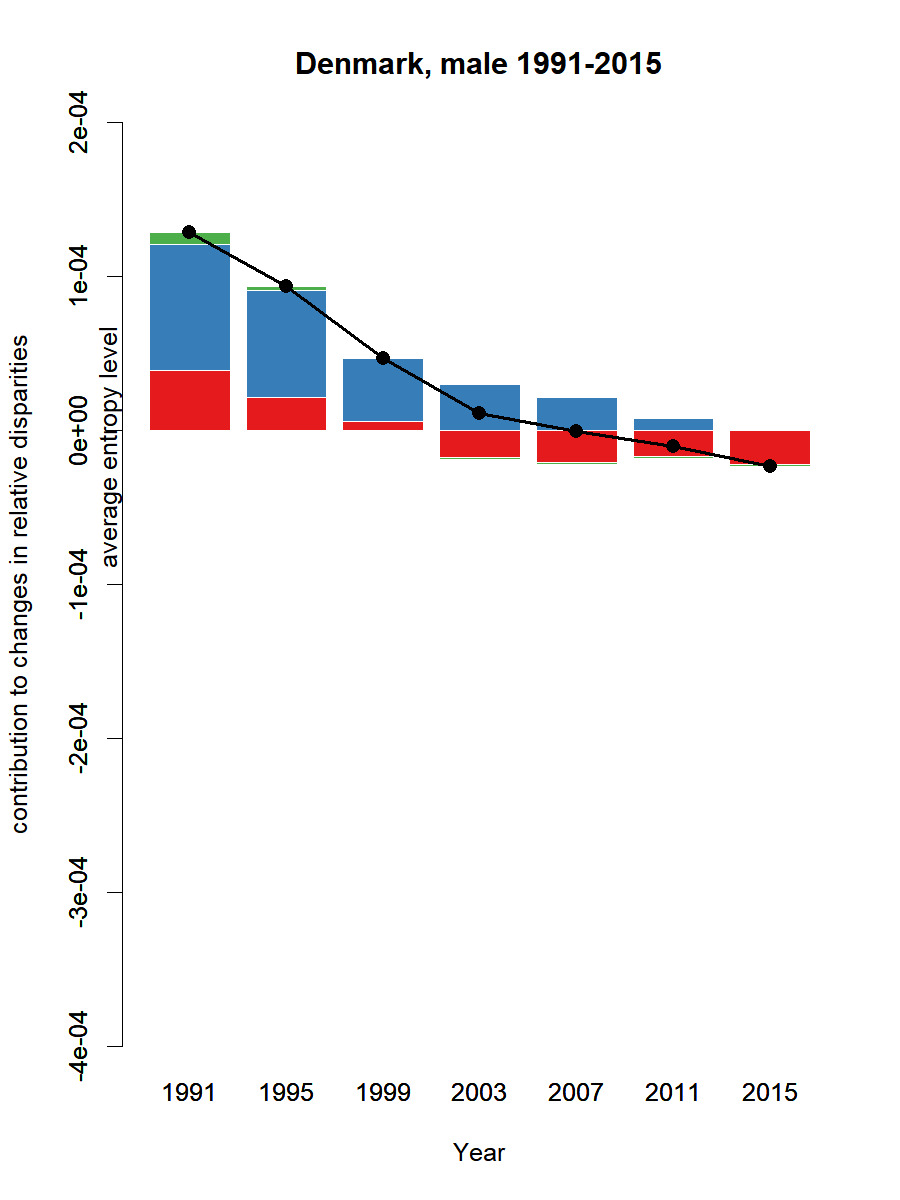 Denmark, male 1991-2015
contribution to changes in relative disparities
average entropy level
2e-04
1e-04
0e+00
-1e-04
-2e-04
-3e-04
-4e-04
1991 1995 1999 2003 2007 2011 2015
Year